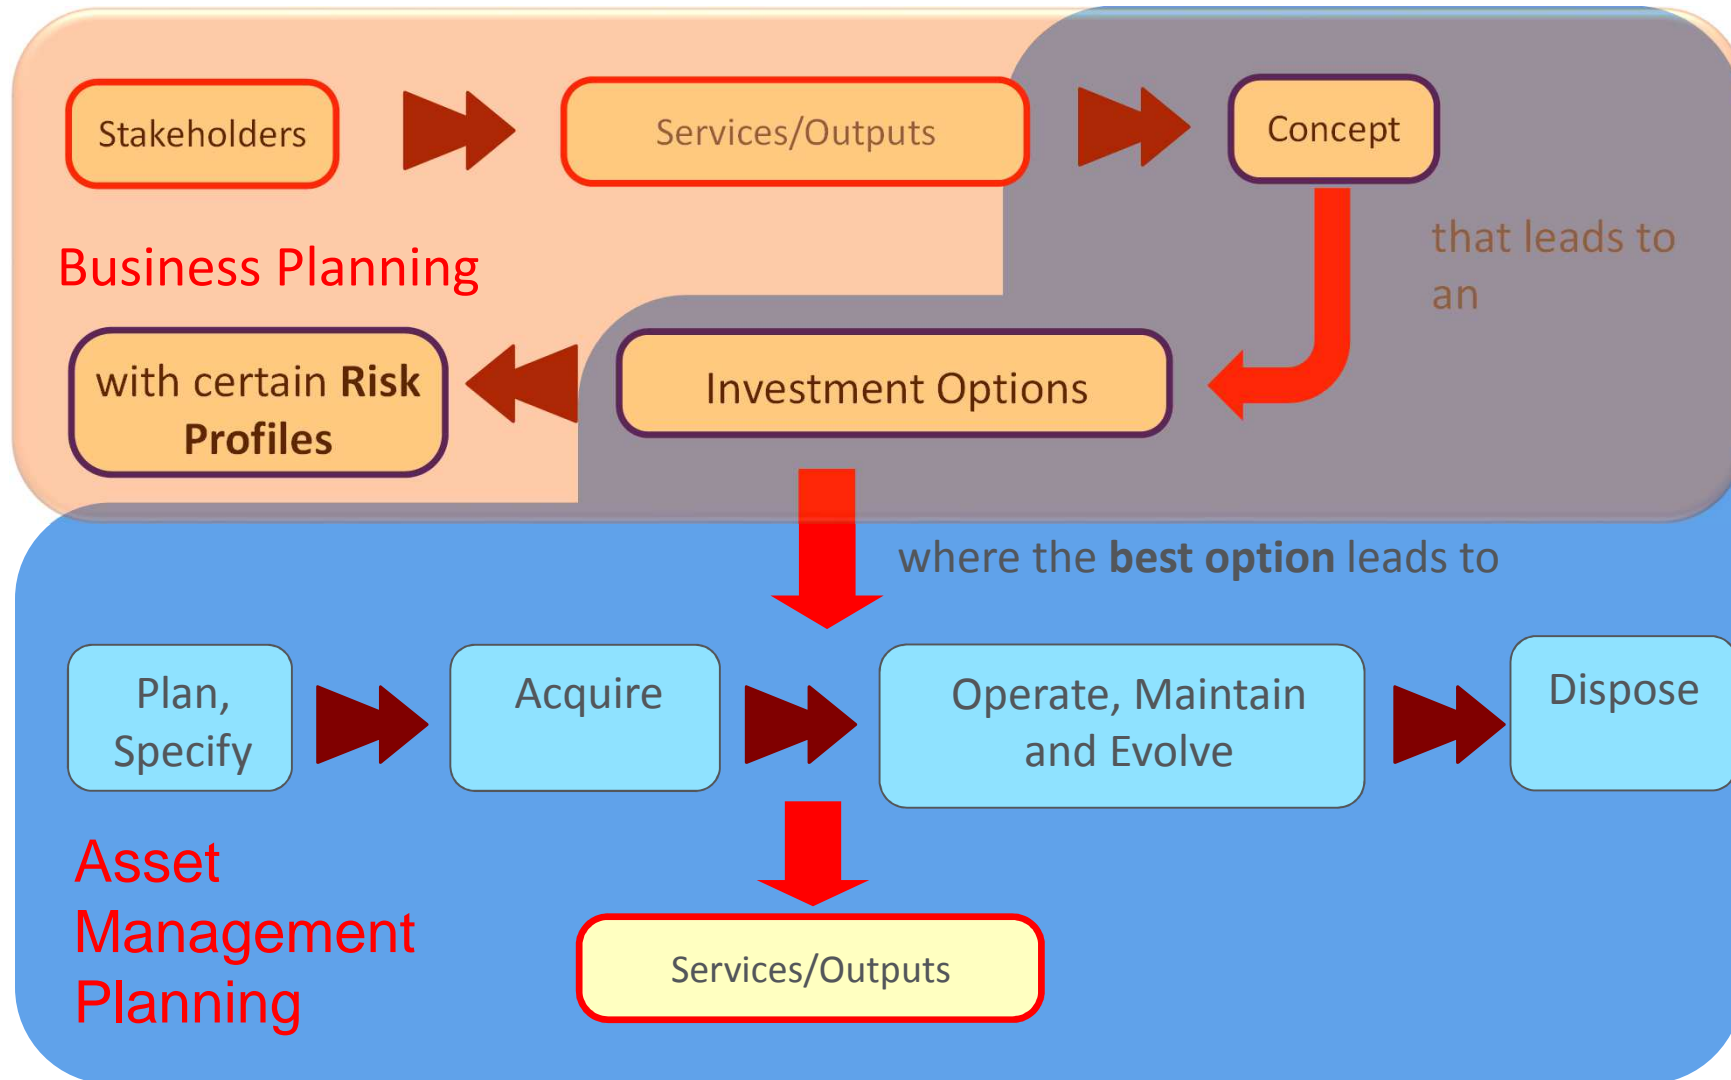 Stakeholders
Services/Outputs
Concept
that leads to
an
Business Planning
with certain Risk
Profiles
Investment Options
where the best option leads to
Plan,
Specify
Acquire
Operate, Maintain
and Evolve
Dispose
Asset
Management
Planning
Services/Outputs